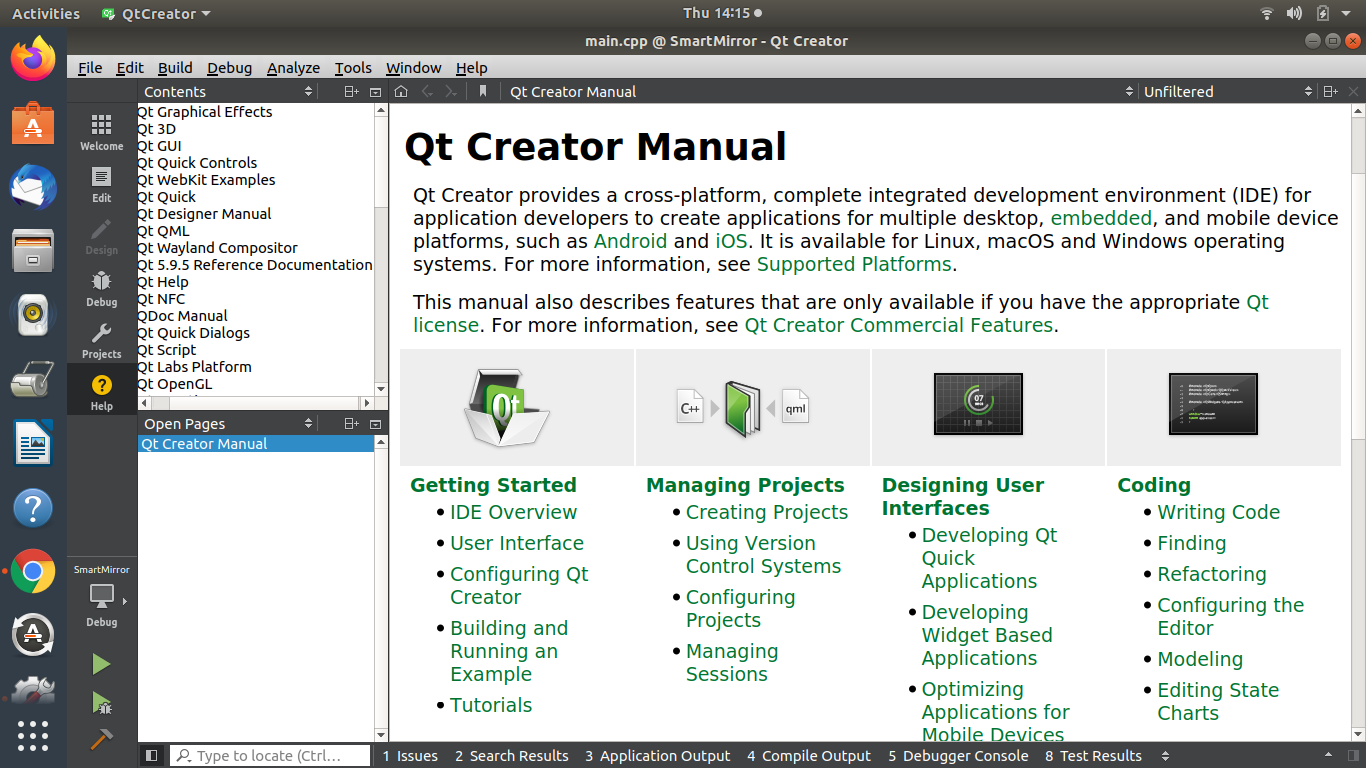 Activities
QtCreator
Thu 14:15
main.cpp @ SmartMirror - Qt Creator
File Edit Build Debug Analyze Tools Window Help
Contents
Qt Creator Manual
Unfiltered
Welcome
Edit
Design
Debug
Projects
Help
Qt Graphical Effects
Qt 3D
Qt GUI
Qt Quick Controls
Qt WebKit Examples
Qt Quick
Qt Designer Manual
Qt QML
Qt Wayland Compositor
Qt 5.9.5 Reference Documentation
Qt Help
Qt NFC
QDoc Manual
Qt Quick Dialogs
Qt Script
Qt Labs Platform
Qt OpenGL
Open Pages
Qt Creator Manual
Qt Creator Manual
Qt Creator provides a cross-platform, complete integrated development environment (IDE) for
application developers to create applications for multiple desktop, embedded, and mobile device
platforms, such as Android and iOS. It is available for Linux, macOS and Windows operating
systems. For more information, see Supported Platforms.
This manual also describes features that are only available if you have the appropriate Qt
license. For more information, see Qt Creator Commercial Features.
Qt
C++
qml
07
Getting Started
IDE Overview
User Interface
Configuring Qt
Creator
Building and
Running an
Example
Tutorials
Managing Projects
Creating Projects
Using Version
Control Systems
Configuring
Projects
Managing
Sessions
Designing User
Interfaces
Developing Qt
Quick
Applications
Developing
Widget Based
Applications
Optimizing
Applications for
Mobile Devices
Coding
Writing Code
Finding
Refactoring
Configuring the
Editor
Modeling
Editing State
Charts
SmartMirror
Debug
Type to locate (Ctrl...
1 Issues
2 Search Results
3 Application Output
4 Compile Output
5 Debugger Console
8 Test Results